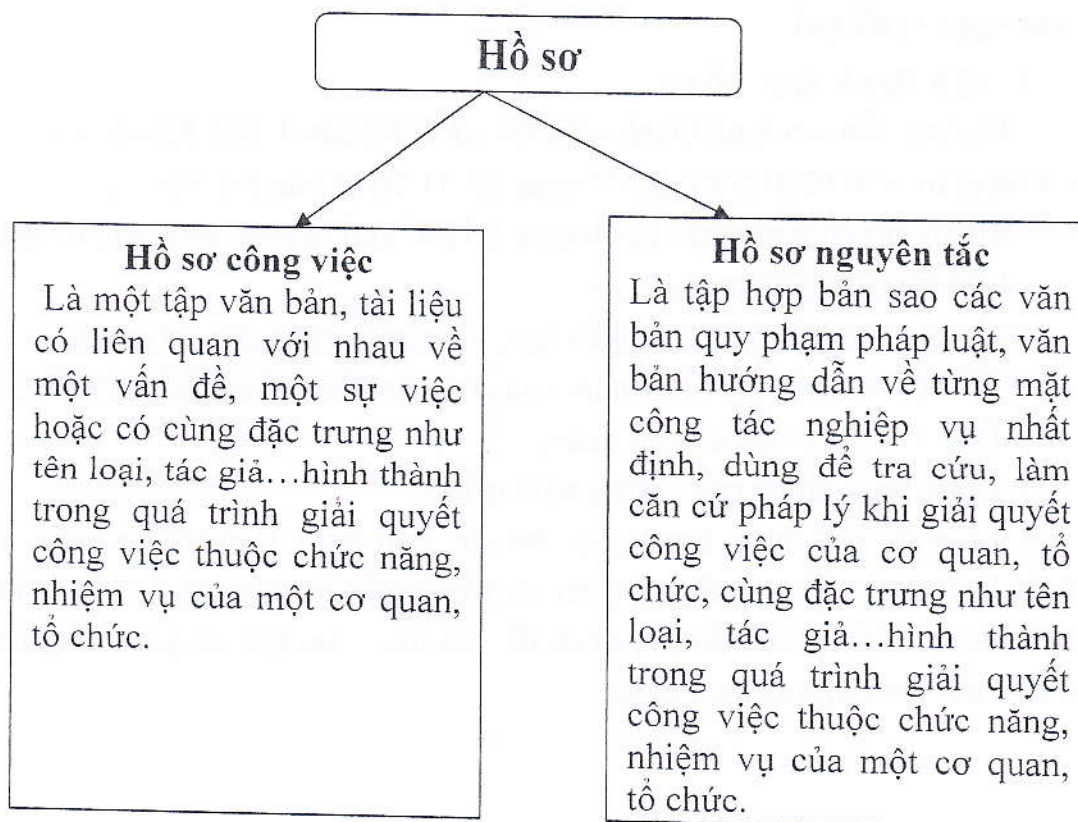 Hồ sơ
Hồ sơ công việc
Là một tập văn bản, tài liệu
có liên quan với nhau về
một vấn đề, một sự việc
hoặc có cùng đặc trưng như
tên loại, tác giả...hình thành
trong quá trình giải quyết
công việc thuộc chức năng,
nhiệm vụ của một cơ quan,
tổ chức.
Hồ sơ nguyên tắc
Là tập hợp bản sao các văn
bản quy phạm pháp luật, văn
bản hướng dẫn về từng mặt
công tác nghiệp vụ nhất
định, dùng để tra cứu, làm
căn cứ pháp lý khi giải quyết
công việc của cơ quan, tổ
chức, cùng đặc trưng như tên
loại, tác giả...hình thành
trong quá trình giải quyết
công việc thuộc chức năng,
nhiệm vụ của một cơ quan,
tổ chức.